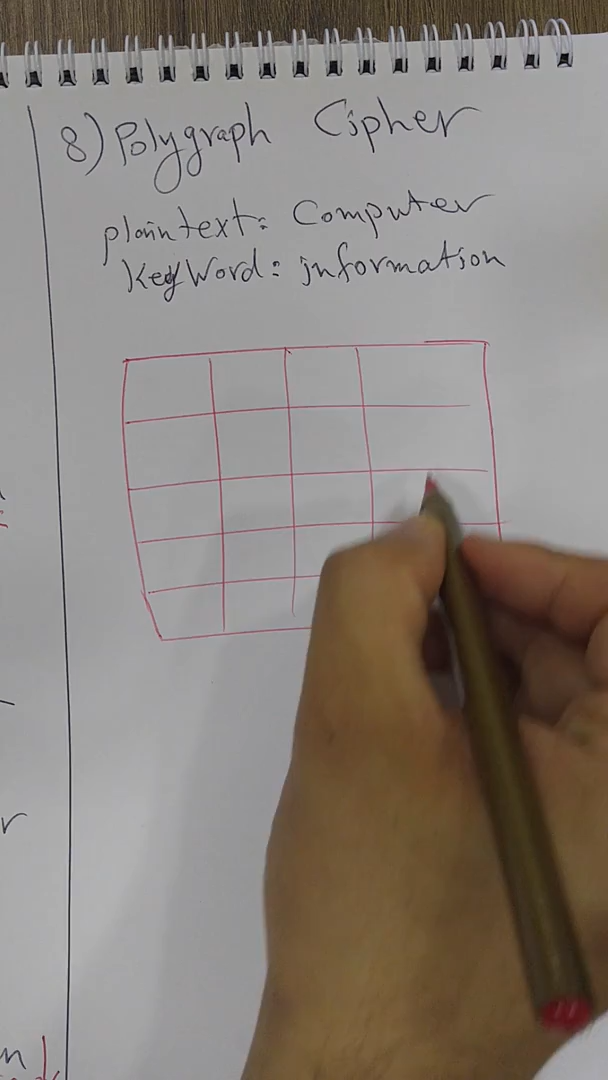 8) Polygraph Cipher
plaintext: Computer
KeyWord: information